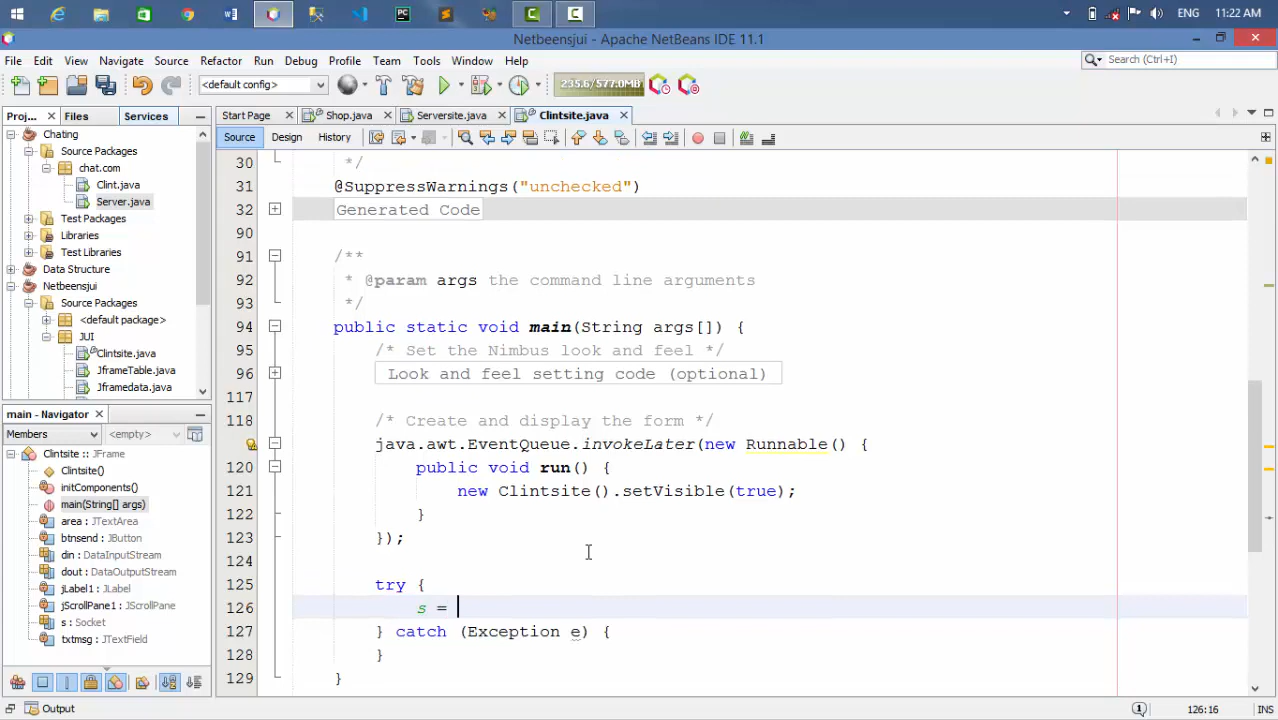 ENG
11:22 AM
Netbeensjui - Apache NetBeans IDE 11.1
File Edit View Navigate Source Refactor Run Debug Profile Team Tools Window Help
Search (Ctrl+I)
<default config>
235.6/577.0MB
Proj... Files Services
Start Page Shop.java Serversite.java Clintsite.java
Source Design History
Chating
Source Packages
chat.com
Clint.java
Server.java
Test Packages
Libraries
Test Libraries
Data Structure
Netbeensjui
Source Packages
<default package>
JUI
Clintsite.java
JframeTable.java
Jframedata.java
main - Navigator
Members <empty>
Clintsite :: JFrame
Clintsite()
initComponents()
main(String[] args)
area : JTextArea
btnsend : JButton
din : DataInputStream
dout : DataOutputStream
jLabel1 : JLabel
jScrollPane1 : JScrollPane
s : Socket
txtmsg : JTextField
30 */
31 @SuppressWarnings("unchecked")
32 Generated Code
90
91 /**
92 * @param args the command line arguments
93 */
94 public static void main(String args[]) {
95 /* Set the Nimbus look and feel */
96 Look and feel setting code (optional)
117
118 /* Create and display the form */
java.awt.EventQueue.invokeLater(new Runnable() {
120 public void run() {
121 new Clintsite().setVisible(true);
122 }
123 });
124
125 try {
126 s =
127 } catch (Exception e) {
128 }
129 }
Output
1
126:16
INS